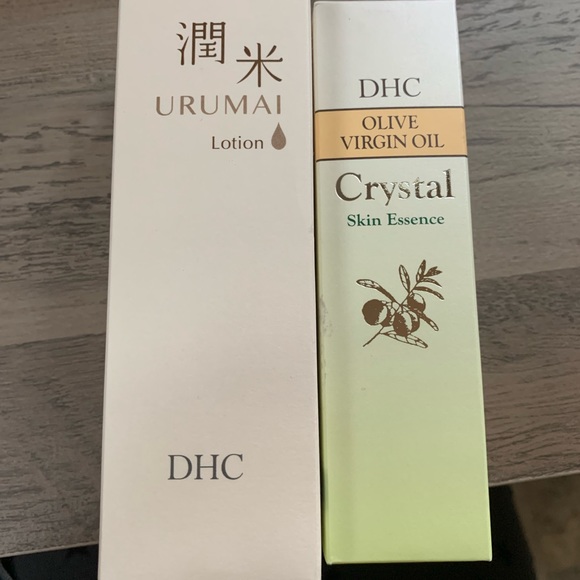 潤米
URUMAI
Lotion
DHC
DHC
OLIVE
VIRGIN OIL
Crystal
Skin Essence